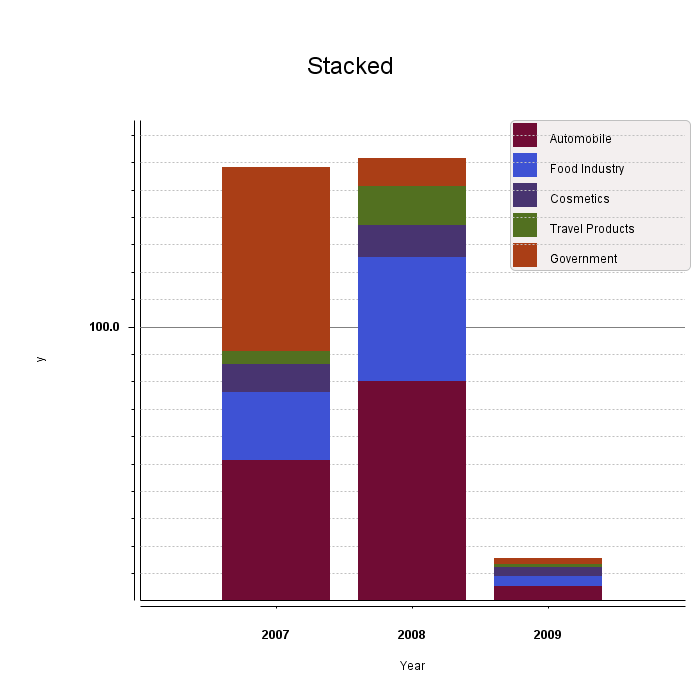 Stacked
Automobile
Food Industry
Cosmetics
Travel Products
Government
100.0
y
2007 2008 2009
Year